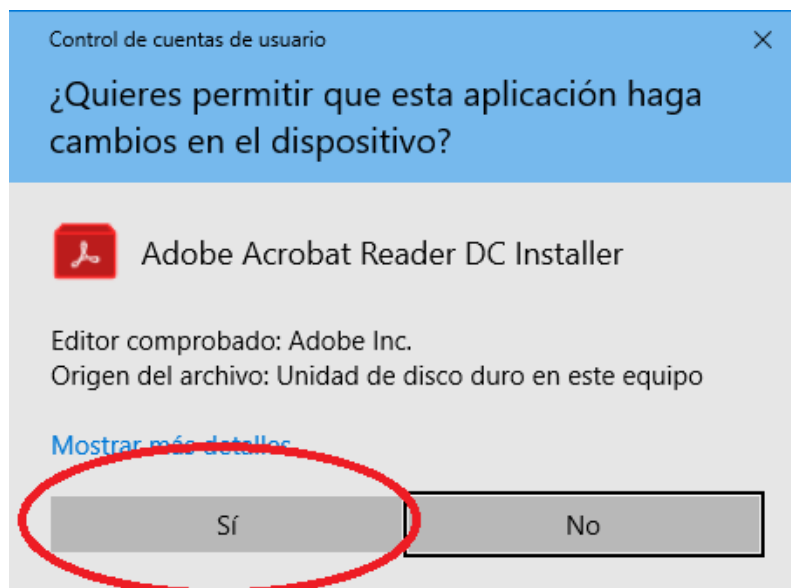 Control de cuentas de usuario
¿Quieres permitir que esta aplicación haga
cambios en el dispositivo?
Adobe Acrobat Reader DC Installer
Editor comprobado: Adobe Inc.
Origen del archivo: Unidad de disco duro en este equipo
Mostrar más detalles
Sí
No